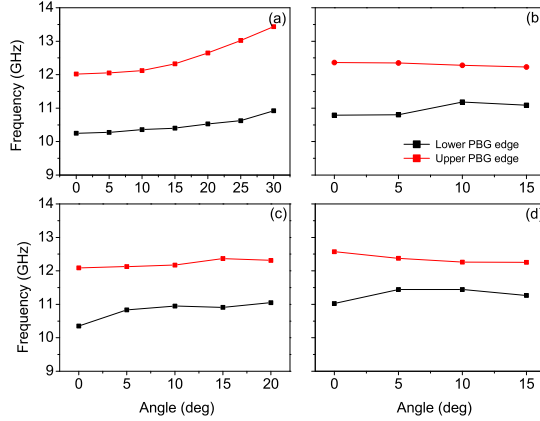 (a)
14
13
12
11
10
9
Frequency (GHz)
0 5 10 15 20 25 30
(b)
Lower PBG edge
Upper PBG edge
0 5 10 15
(c)
14
13
12
11
10
9
Frequency (GHz)
0 5 10 15 20
Angle (deg)
(d)
0 5 10 15
Angle (deg)